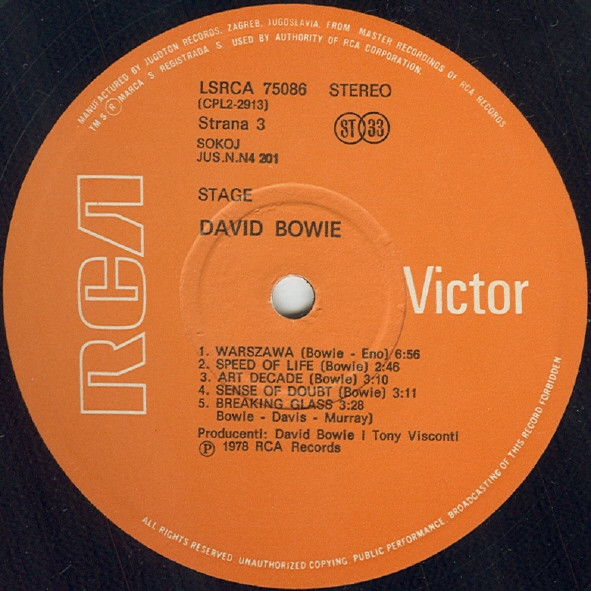 MANUFACTURED BY JUGOTON RECORDS, ZAGREB, JUGOSLAVIA, FROM MASTER RECORDINGS OF RCA RECORDS
TM.S ® MARCA S REGISTRADA S USED BY AUTHORITY OF RCA CORPORATION.
LSRCA 75086 STEREO
(CPL2-2913)
Strana 3 ST 33
SOKOJ
JUS.N.N4 201
STAGE
DAVID BOWIE
RCA Victor
1. WARSZAWA (Bowie - Eno) 6:56
2. SPEED OF LIFE (Bowie) 2:46
3. ART DECADE (Bowie) 3:10
4. SENSE OF DOUBT (Bowie) 3:11
5. BREAKING GLASS 3:28
Bowie - Davis - Murray)
Producenti: David Bowie i Tony Visconti
Ⓟ 1978 RCA Records
ALL RIGHTS RESERVED. UNAUTHORIZED COPYING, PUBLIC PERFORMANCE, BROADCASTING OF THIS RECORD FORBIDDEN.